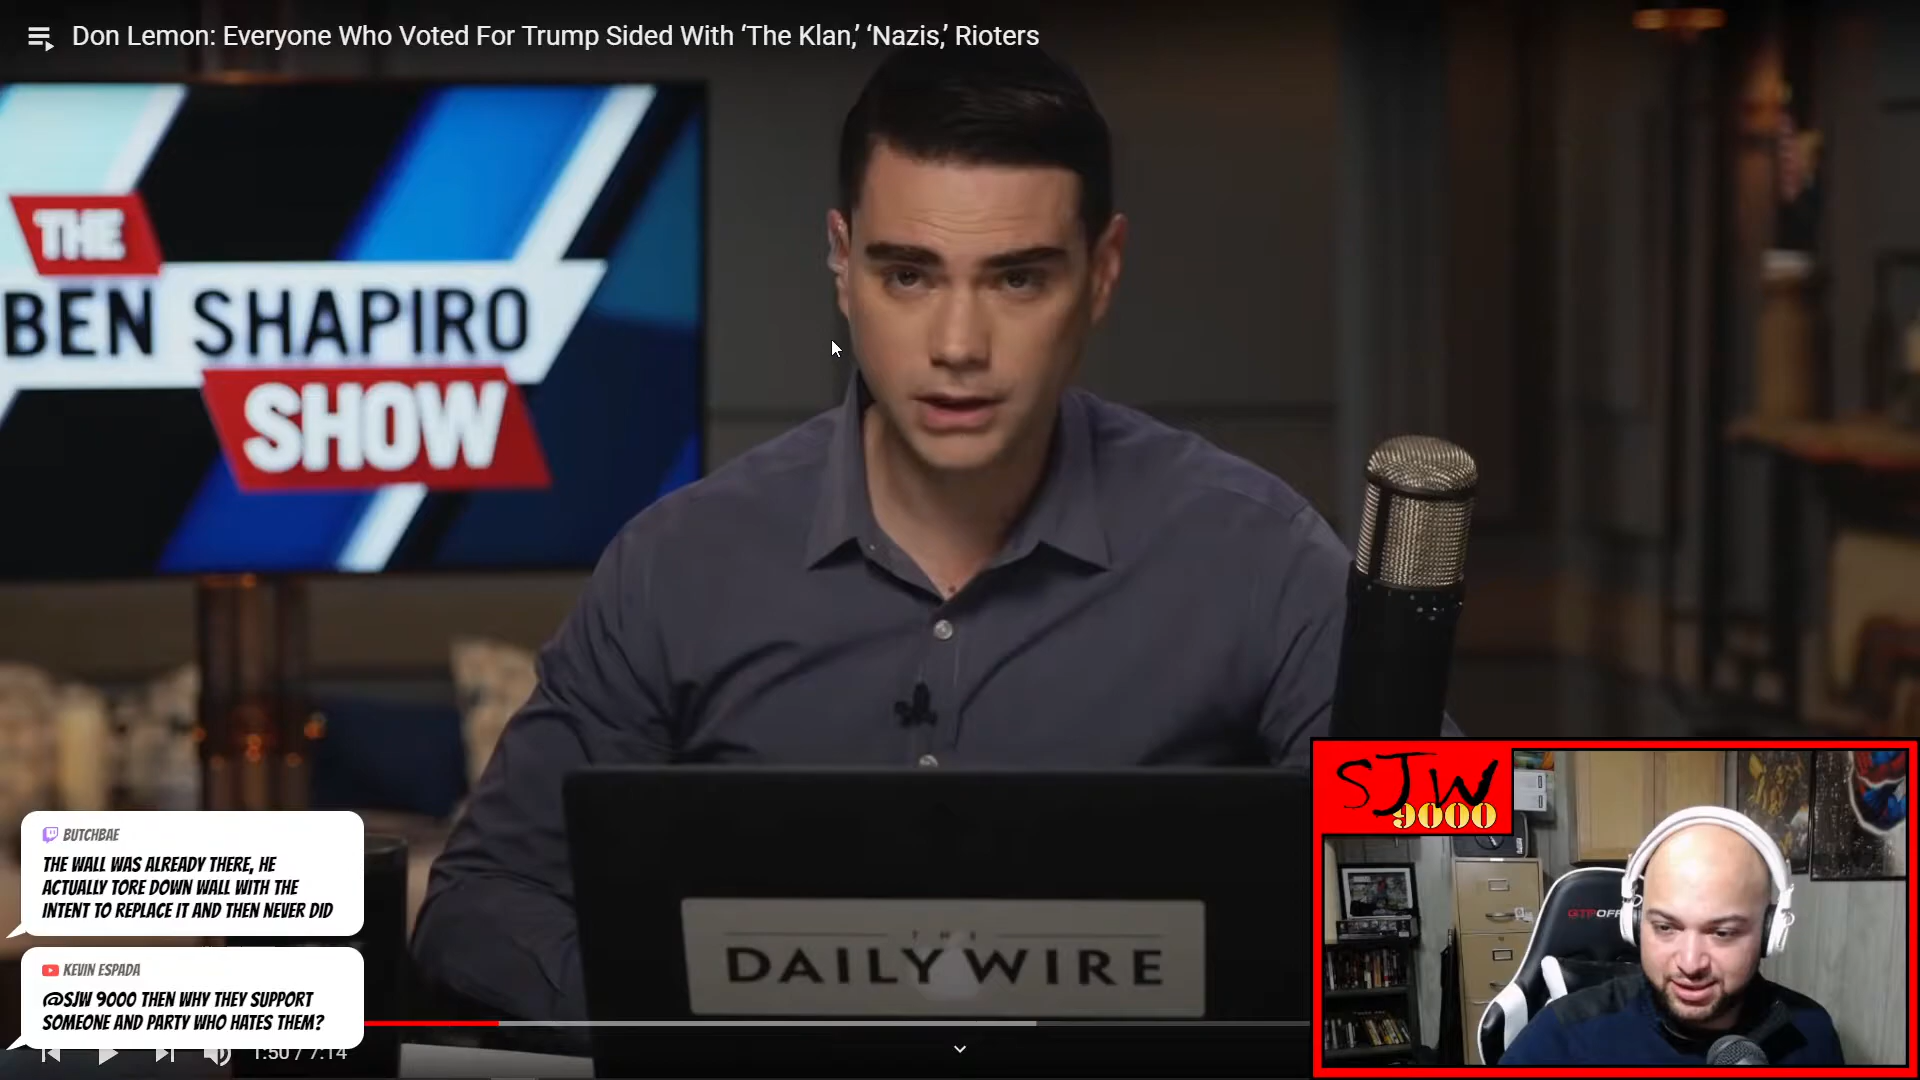 Don Lemon: Everyone Who Voted For Trump Sided With ‘The Klan,’ ‘Nazis,’ Rioters
THE
BEN SHAPIRO
SHOW
SJW
9000
BUTCHBAE
THE WALL WAS ALREADY THERE, HE
ACTUALLY TORE DOWN WALL WITH THE
INTENT TO REPLACE IT AND THEN NEVER DID
KEVIN ESPADA
@SJW 9000 THEN WHY THEY SUPPORT
SOMEONE AND PARTY WHO HATES THEM?
THE
DAILY WIRE
1:50 / 7:14